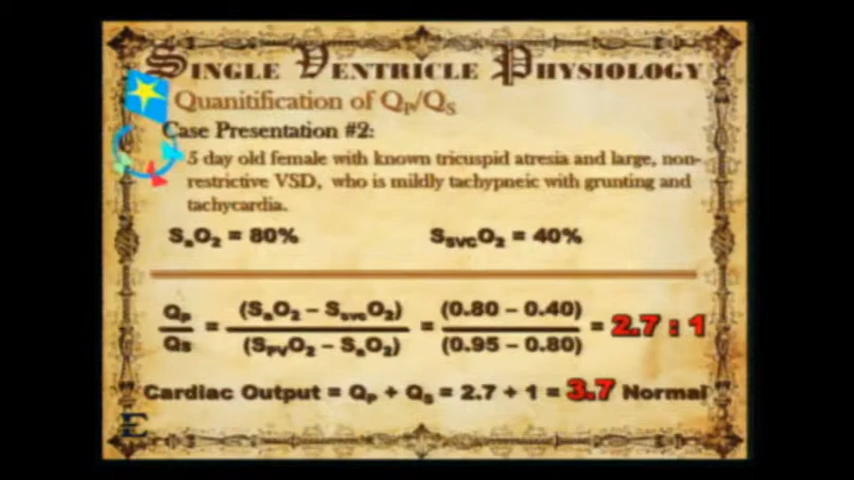 Single Ventricle Physiology
Quanitification of QP/QS
Case Presentation #2:
5 day old female with known tricuspid atresia and large, non-
restrictive VSD, who is mildly tachypneic with grunting and
tachycardia.
SaO2 = 80% SSVCO2 = 40%
Qp/Qs = (SaO2 – SsvcO2)/(SPVO2 – SaO2) = (0.80 – 0.40)/(0.95 – 0.80) = 2.7 : 1
Cardiac Output = QP + QS = 2.7 + 1 = 3.7 Normal